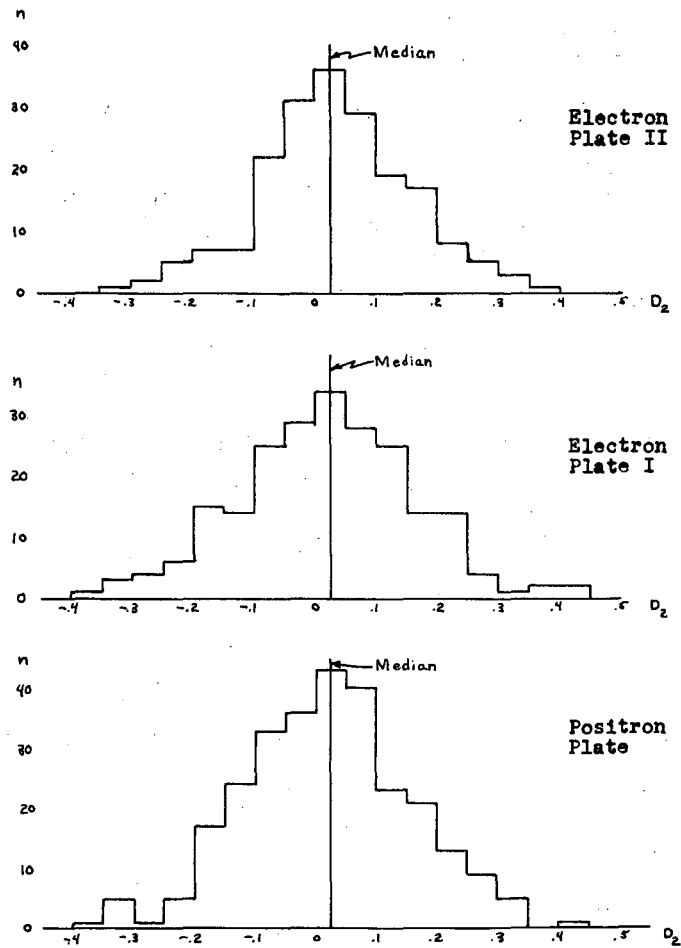 n
Median
40
30
20
10
0
Electron
Plate II
-.4 -.3 -.2 -.1 0 .1 .2 .3 .4 .5 D₂
n
Median
30
20
10
0
Electron
Plate I
-.4 -.3 -.2 -.1 0 .1 .2 .3 .4 .5 D₂
n
Median
40
30
20
10
0
Positron
Plate
-.4 -.3 -.2 -.1 0 .1 .2 .3 .4 .5 D₂